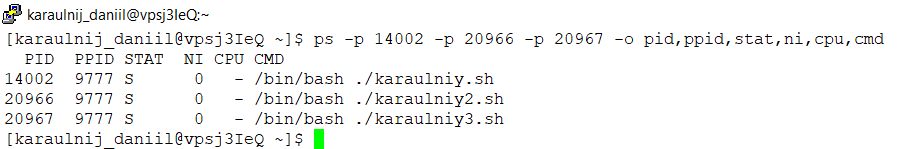 karaulnij_daniil@vpsj3IeQ:~
[karaulnij_daniil@vpsj3IeQ ~]$ ps -p 14002 -p 20966 -p 20967 -o pid,ppid,stat,ni,cpu,cmd
  PID  PPID STAT  NI CPU CMD
14002  9777 S      0   - /bin/bash ./karaulniy.sh
20966  9777 S      0   - /bin/bash ./karaulniy2.sh
20967  9777 S      0   - /bin/bash ./karaulniy3.sh
[karaulnij_daniil@vpsj3IeQ ~]$